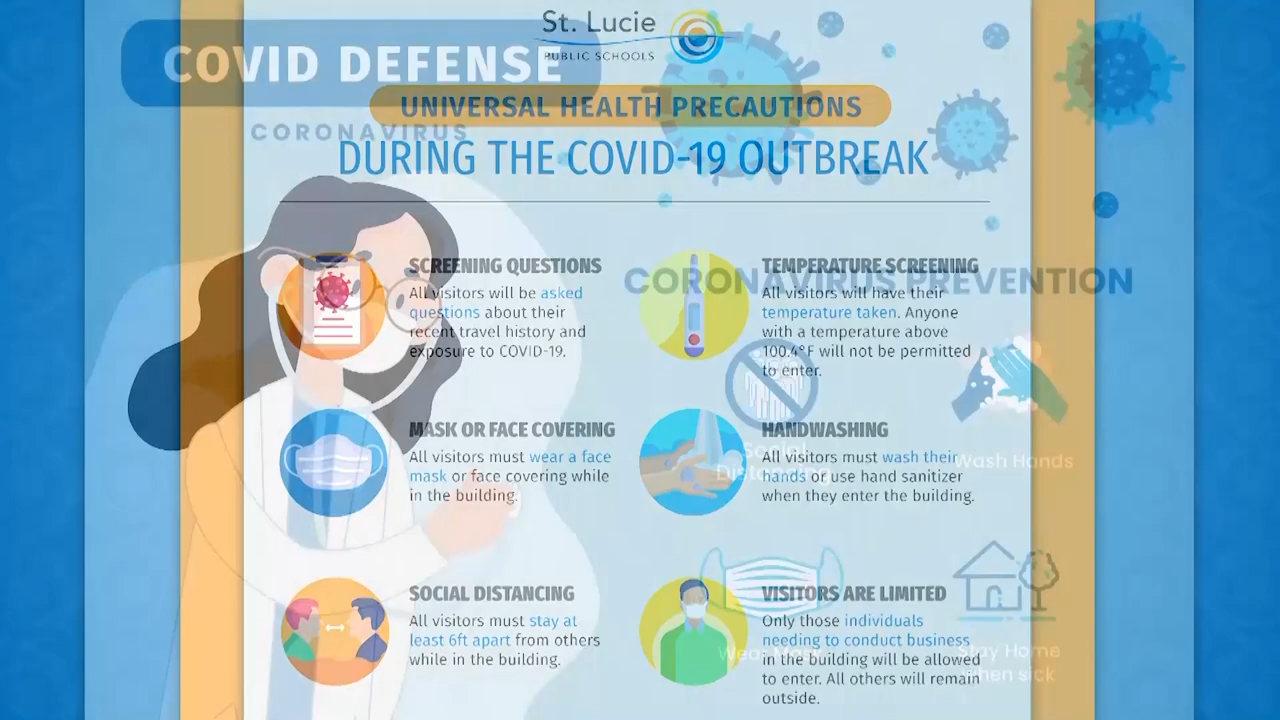 St. Lucie
PUBLIC SCHOOLS
COVID DEFENSE
CORONAVIRUS
UNIVERSAL HEALTH PRECAUTIONS
DURING THE COVID-19 OUTBREAK
SCREENING QUESTIONS
All visitors will be asked
questions about their
recent travel history and
exposure to COVID-19.
TEMPERATURE SCREENING
All visitors will have their
temperature taken. Anyone
with a temperature above
100.4°F will not be permitted
to enter.
CORONAVIRUS PREVENTION
MASK OR FACE COVERING
All visitors must wear a face
mask or face covering while
in the building.
HANDWASHING
All visitors must wash their
hands or use hand sanitizer
when they enter the building.
Social
Distancing
Wash Hands
SOCIAL DISTANCING
All visitors must stay at
least 6ft apart from others
while in the building.
VISITORS ARE LIMITED
Only those individuals
needing to conduct business
in the building will be allowed
to enter. All others will remain
outside.
Wear Mask
Stay Home
when sick